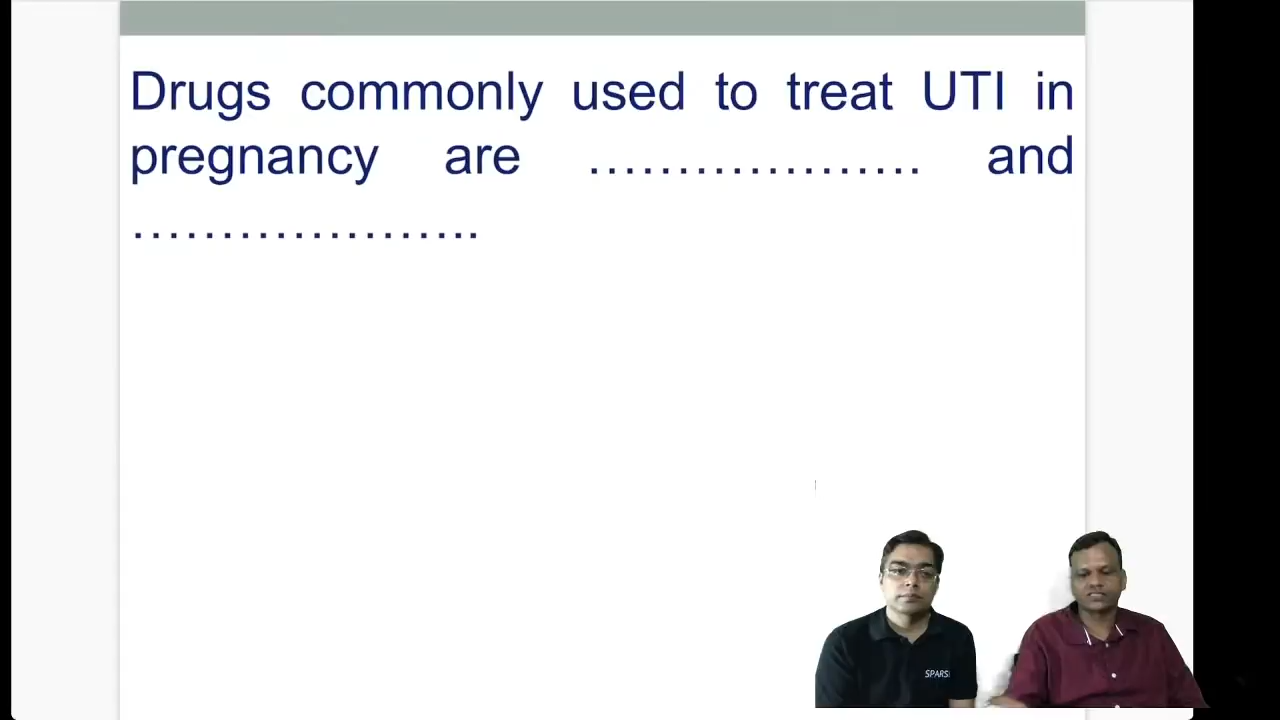 Drugs commonly used to treat UTI in
pregnancy are ………………. and
………………..
SPARS